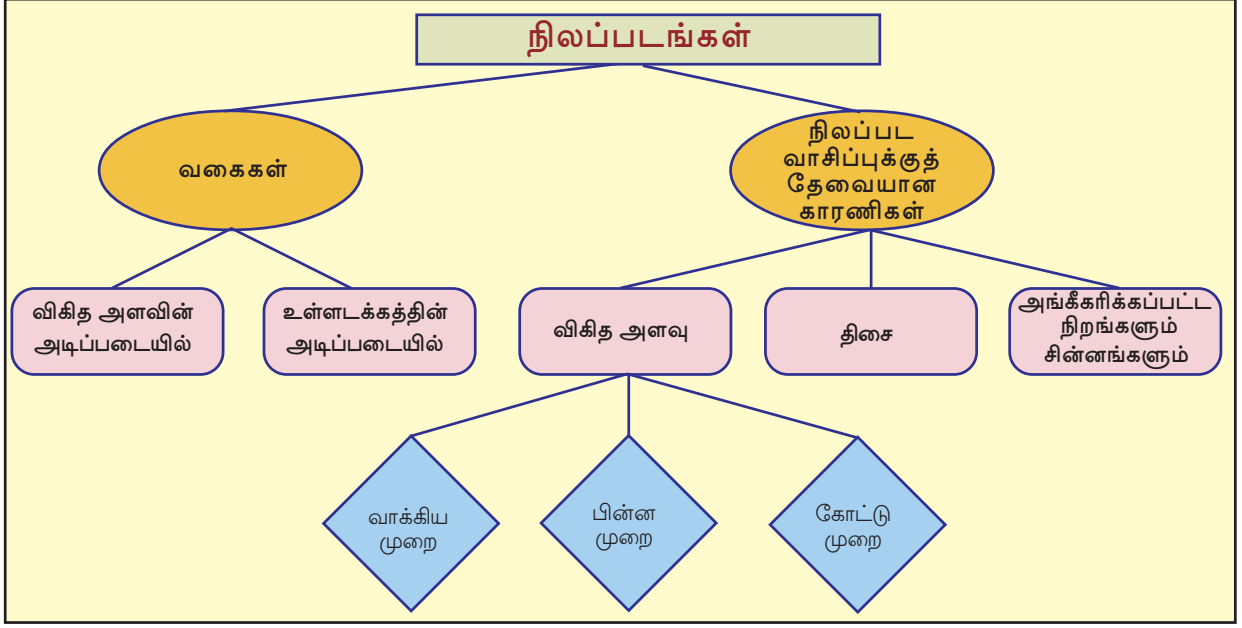 நிலப்படங்கள்
வகைகள்
நிலப்பட
வாசிப்புக்குத்
தேவையான
காரணிகள்
விகித அளவின்
அடிப்படையில்
உள்ளடக்கத்தின்
அடிப்படையில்
விகித அளவு
திசை
அங்கீகரிக்கப்பட்ட
நிறங்களும்
சின்னங்களும்
வாக்கிய
முறை
பின்ன
முறை
கோட்டு
முறை